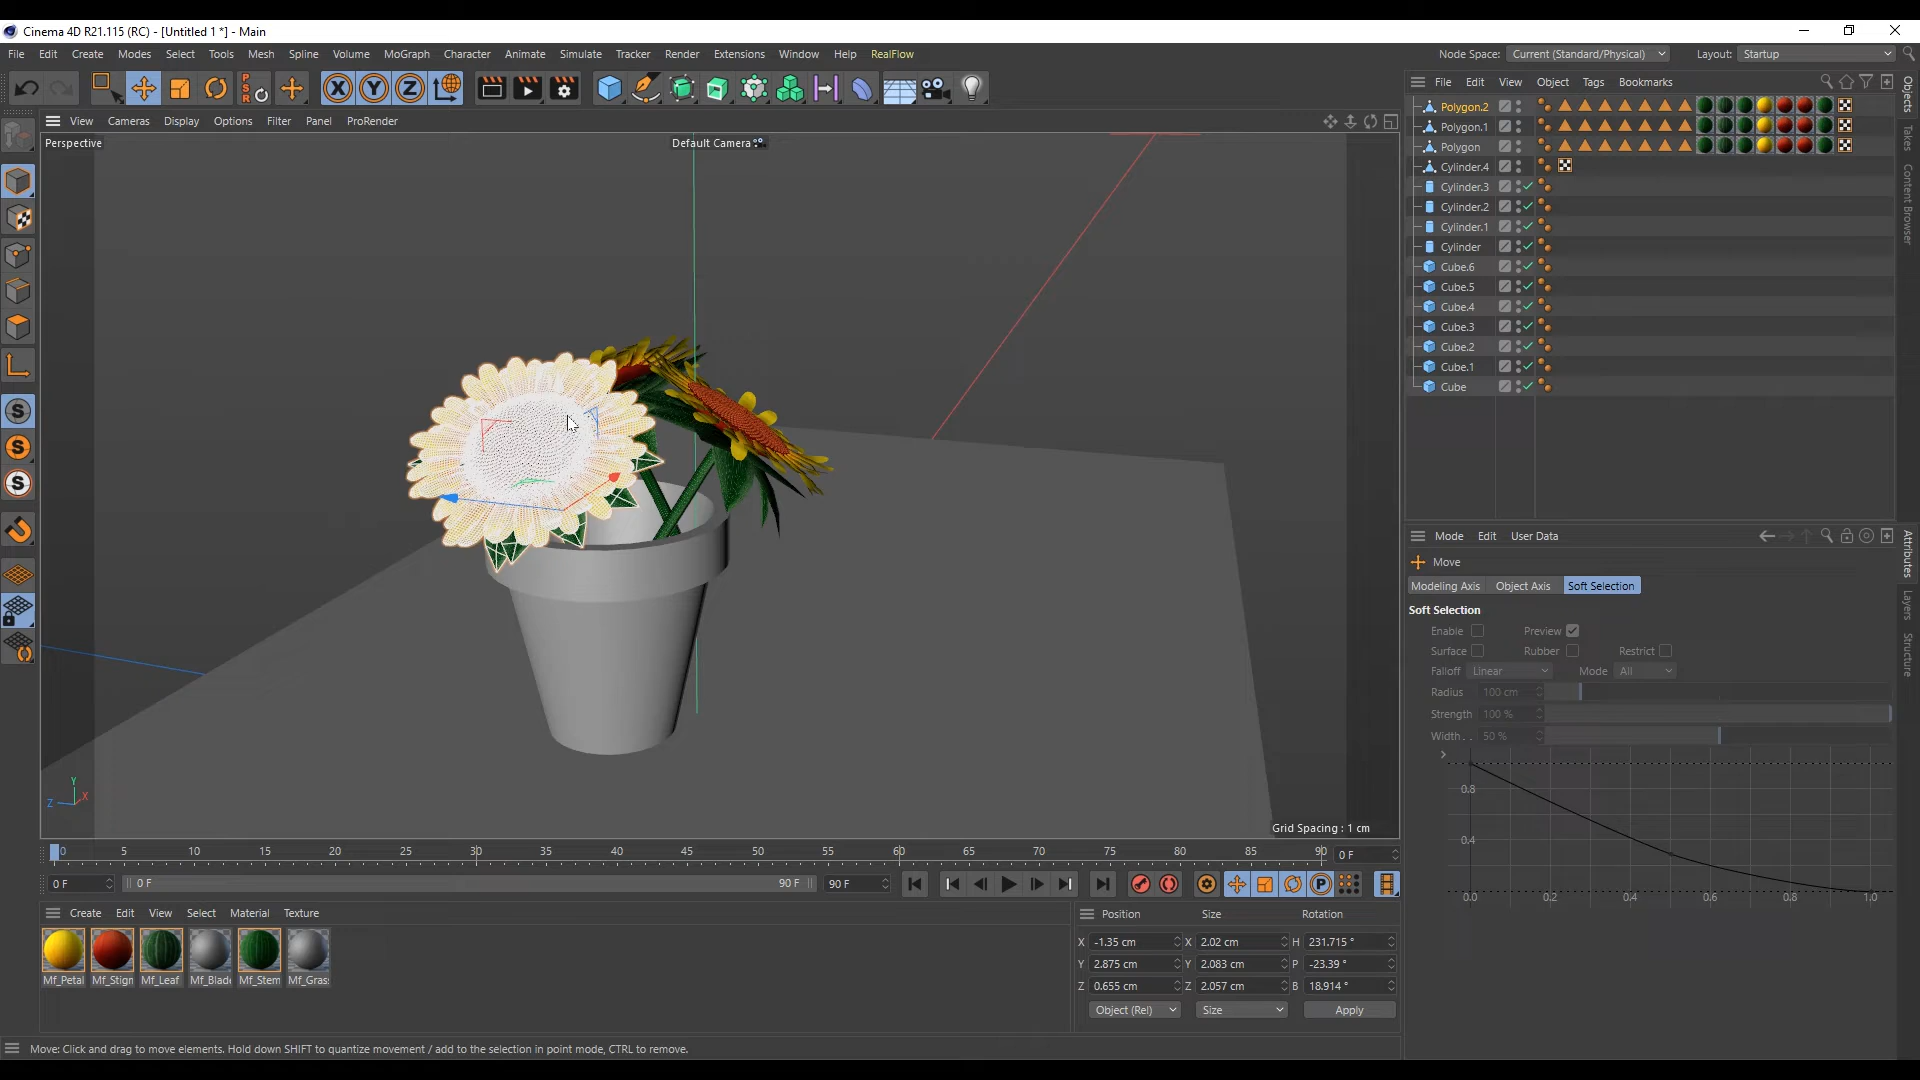 Cinema 4D R21.115 (RC) - [Untitled 1 *] - Main
File Edit Create Modes Select Tools Mesh Spline Volume MoGraph Character Animate Simulate Tracker Render Extensions Window Help RealFlow Node Space: Current (Standard/Physical) Layout: Startup
File Edit View Object Tags Bookmarks
View Cameras Display Options Filter Panel ProRender
Perspective Default Camera
Polygon.2
Polygon.1
Polygon
Cylinder.4
Cylinder.3
Cylinder.2
Cylinder.1
Cylinder
Cube.6
Cube.5
Cube.4
Cube.3
Cube.2
Cube.1
Cube
Objects
Takes
Content Browser
Mode Edit User Data
Move
Modeling Axis Object Axis Soft Selection
Soft Selection
Enable Preview
Surface Rubber Restrict
Falloff Linear Mode All
Radius 100 cm
Strength 100 %
Width . . 50 %
0.8
0.4
0.0 0.2 0.4 0.6 0.8 1.0
Attributes
Layers
Structure
Y
Z X
Grid Spacing : 1 cm
0 5 10 15 20 25 30 35 40 45 50 55 60 65 70 75 80 85 90 0 F
0 F 0 F 90 F 90 F
Create Edit View Select Material Texture
Mf_Petal Mf_Stign Mf_Leaf Mf_Blade Mf_Stem Mf_Gras
Position Size Rotation
X -1.35 cm X 2.02 cm H 231.715 °
Y 2.875 cm Y 2.083 cm P -23.39 °
Z 0.655 cm Z 2.057 cm B 18.914 °
Object (Rel) Size Apply
Move: Click and drag to move elements. Hold down SHIFT to quantize movement / add to the selection in point mode, CTRL to remove.